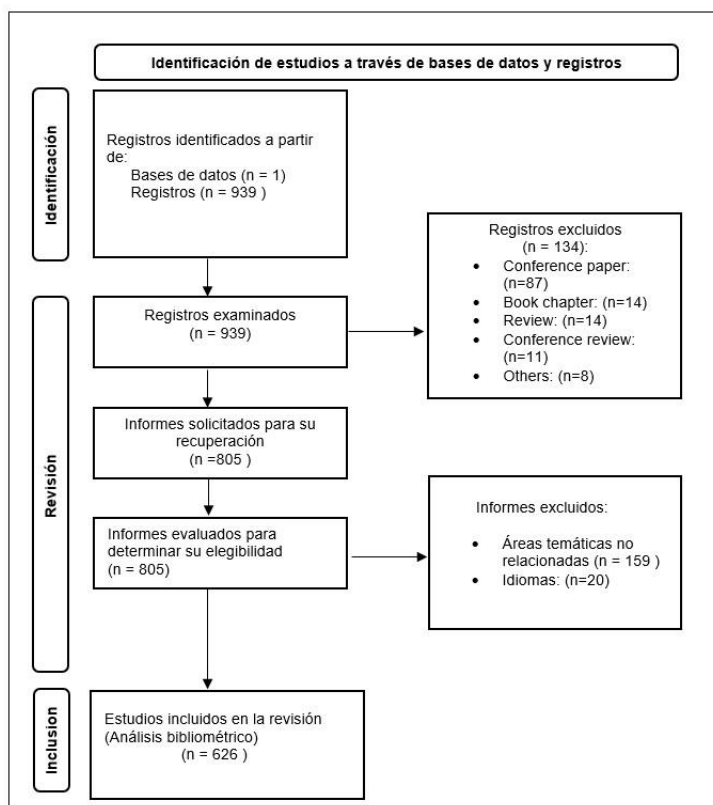 Identificación de estudios a través de bases de datos y registros
Identificación
Registros identificados a partir
de:
Bases de datos (n = 1)
Registros (n = 939 )
Registros excluidos
(n = 134):
• Conference paper:
(n=87)
• Book chapter: (n=14)
• Review: (n=14)
• Conference review:
(n=11)
• Others: (n=8)
Revisión
Registros examinados
(n = 939)
Informes solicitados para su
recuperación
(n =805 )
Informes evaluados para
determinar su elegibilidad
(n = 805)
Informes excluidos:
• Áreas temáticas no
relacionadas (n = 159 )
• Idiomas: (n=20)
Inclusion
Estudios incluidos en la revisión
(Análisis bibliométrico)
(n = 626 )